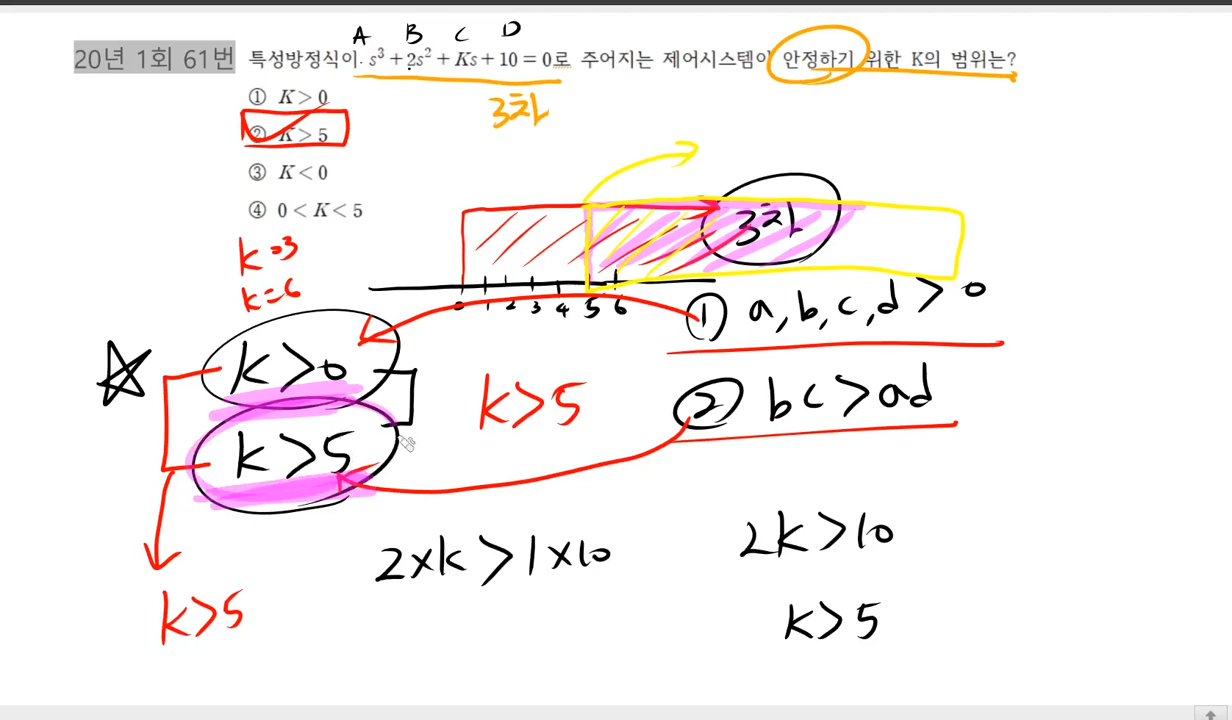 A B C D
20년 1회 61번 특성방정식이 s³ + 2s² + Ks + 10 = 0로 주어지는 제어시스템이 안정하기 위한 K의 범위는?
3차
① K > 0
② K > 5
③ K < 0
④ 0 < K < 5
3차
k=3
k=6
0 1 2 3 4 5 6
① a, b, c, d > 0
k>0
k>5
② bc > ad
k>5
2k > 10
2×k > 1×10
k>5
k>5